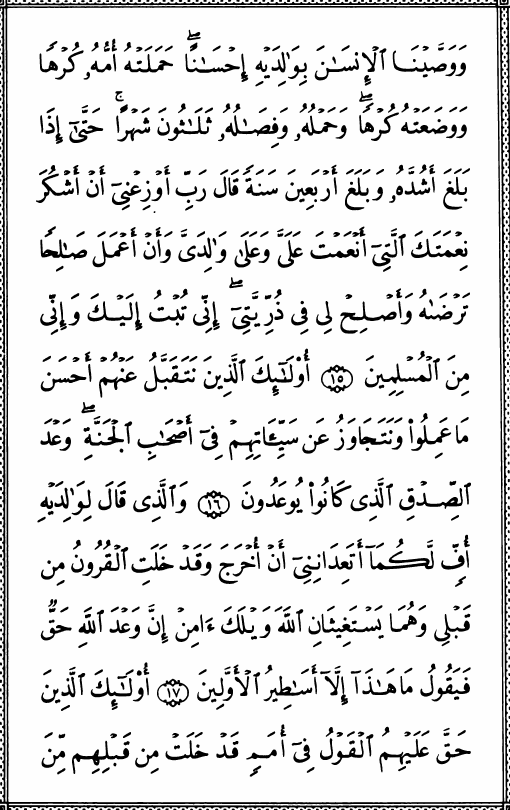 وَوَصَّيْنَا ٱلْإِنسَـٰنَ بِوَٰلِدَيْهِ إِحْسَـٰنًا ۖ حَمَلَتْهُ أُمُّهُۥ كُرْهًا
وَوَضَعَتْهُ كُرْهًا ۖ وَحَمْلُهُۥ وَفِصَـٰلُهُۥ ثَلَـٰثُونَ شَهْرًا ۚ حَتَّىٰٓ إِذَا
بَلَغَ أَشُدَّهُۥ وَبَلَغَ أَرْبَعِينَ سَنَةً قَالَ رَبِّ أَوْزِعْنِىٓ أَنْ أَشْكُرَ
نِعْمَتَكَ ٱلَّتِىٓ أَنْعَمْتَ عَلَىَّ وَعَلَىٰ وَٰلِدَىَّ وَأَنْ أَعْمَلَ صَـٰلِحًا
تَرْضَىٰهُ وَأَصْلِحْ لِى فِى ذُرِّيَّتِىٓ ۖ إِنِّى تُبْتُ إِلَيْكَ وَإِنِّى
مِنَ ٱلْمُسْلِمِينَ ١٥ أُو۟لَـٰٓئِكَ ٱلَّذِينَ نَتَقَبَّلُ عَنْهُمْ أَحْسَنَ
مَا عَمِلُوا۟ وَنَتَجَاوَزُ عَن سَيِّـَٔاتِهِمْ فِىٓ أَصْحَـٰبِ ٱلْجَنَّةِ ۖ وَعْدَ
ٱلصِّدْقِ ٱلَّذِى كَانُوا۟ يُوعَدُونَ ١٦ وَٱلَّذِى قَالَ لِوَٰلِدَيْهِ
أُفٍّ لَّكُمَآ أَتَعِدَانِنِىٓ أَنْ أُخْرَجَ وَقَدْ خَلَتِ ٱلْقُرُونُ مِن
قَبْلِى وَهُمَا يَسْتَغِيثَانِ ٱللَّهَ وَيْلَكَ ءَامِنْ إِنَّ وَعْدَ ٱللَّهِ حَقٌّ
فَيَقُولُ مَا هَـٰذَآ إِلَّآ أَسَـٰطِيرُ ٱلْأَوَّلِينَ ١٧ أُو۟لَـٰٓئِكَ ٱلَّذِينَ
حَقَّ عَلَيْهِمُ ٱلْقَوْلُ فِىٓ أُمَمٍ قَدْ خَلَتْ مِن قَبْلِهِم مِّنَ